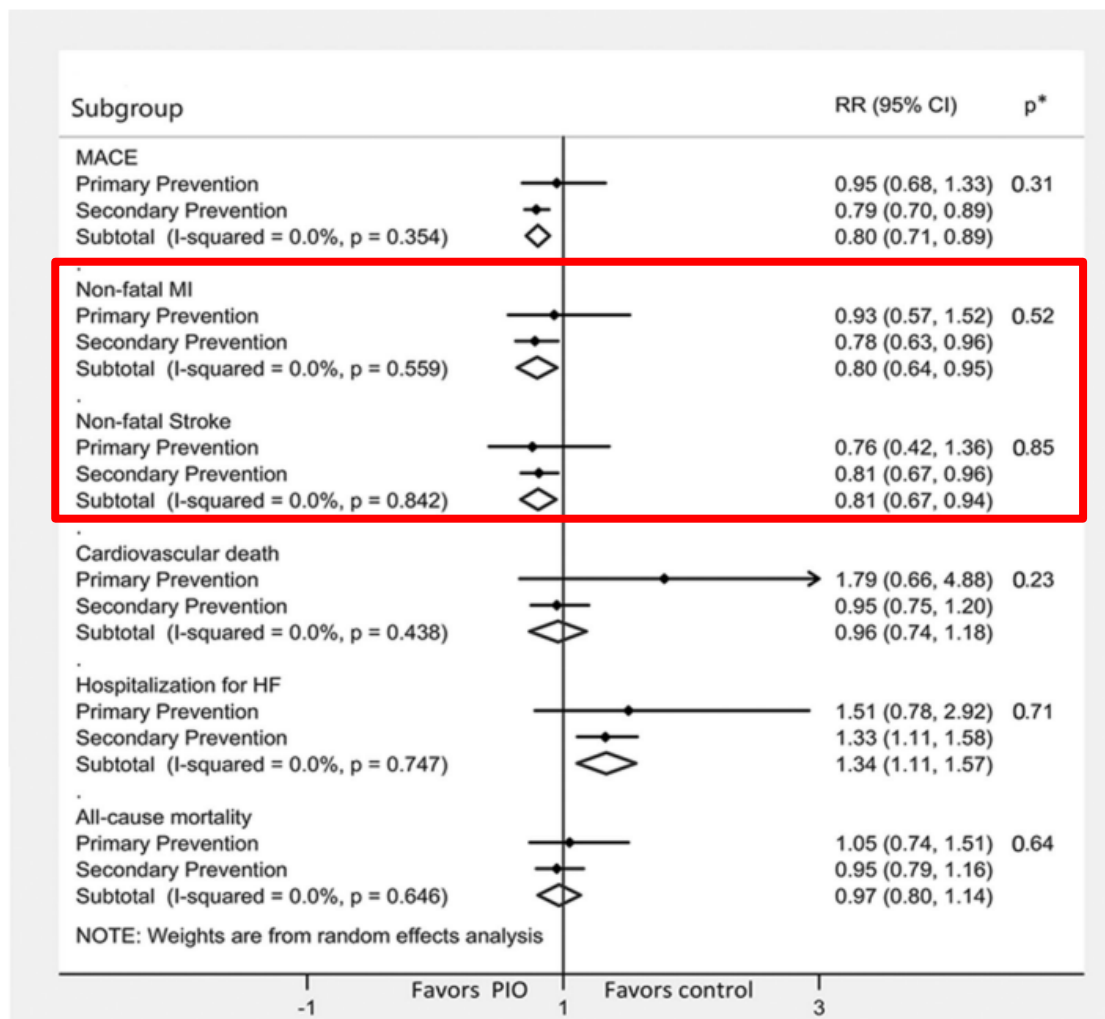 Subgroup RR (95% CI) p*
MACE
Primary Prevention 0.95 (0.68, 1.33) 0.31
Secondary Prevention 0.79 (0.70, 0.89)
Subtotal (I-squared = 0.0%, p = 0.354) 0.80 (0.71, 0.89)
.
Non-fatal MI
Primary Prevention 0.93 (0.57, 1.52) 0.52
Secondary Prevention 0.78 (0.63, 0.96)
Subtotal (I-squared = 0.0%, p = 0.559) 0.80 (0.64, 0.95)
.
Non-fatal Stroke
Primary Prevention 0.76 (0.42, 1.36) 0.85
Secondary Prevention 0.81 (0.67, 0.96)
Subtotal (I-squared = 0.0%, p = 0.842) 0.81 (0.67, 0.94)
.
Cardiovascular death
Primary Prevention 1.79 (0.66, 4.88) 0.23
Secondary Prevention 0.95 (0.75, 1.20)
Subtotal (I-squared = 0.0%, p = 0.438) 0.96 (0.74, 1.18)
.
Hospitalization for HF
Primary Prevention 1.51 (0.78, 2.92) 0.71
Secondary Prevention 1.33 (1.11, 1.58)
Subtotal (I-squared = 0.0%, p = 0.747) 1.34 (1.11, 1.57)
.
All-cause mortality
Primary Prevention 1.05 (0.74, 1.51) 0.64
Secondary Prevention 0.95 (0.79, 1.16)
Subtotal (I-squared = 0.0%, p = 0.646) 0.97 (0.80, 1.14)
NOTE: Weights are from random effects analysis
Favors PIO Favors control
-1 1 3